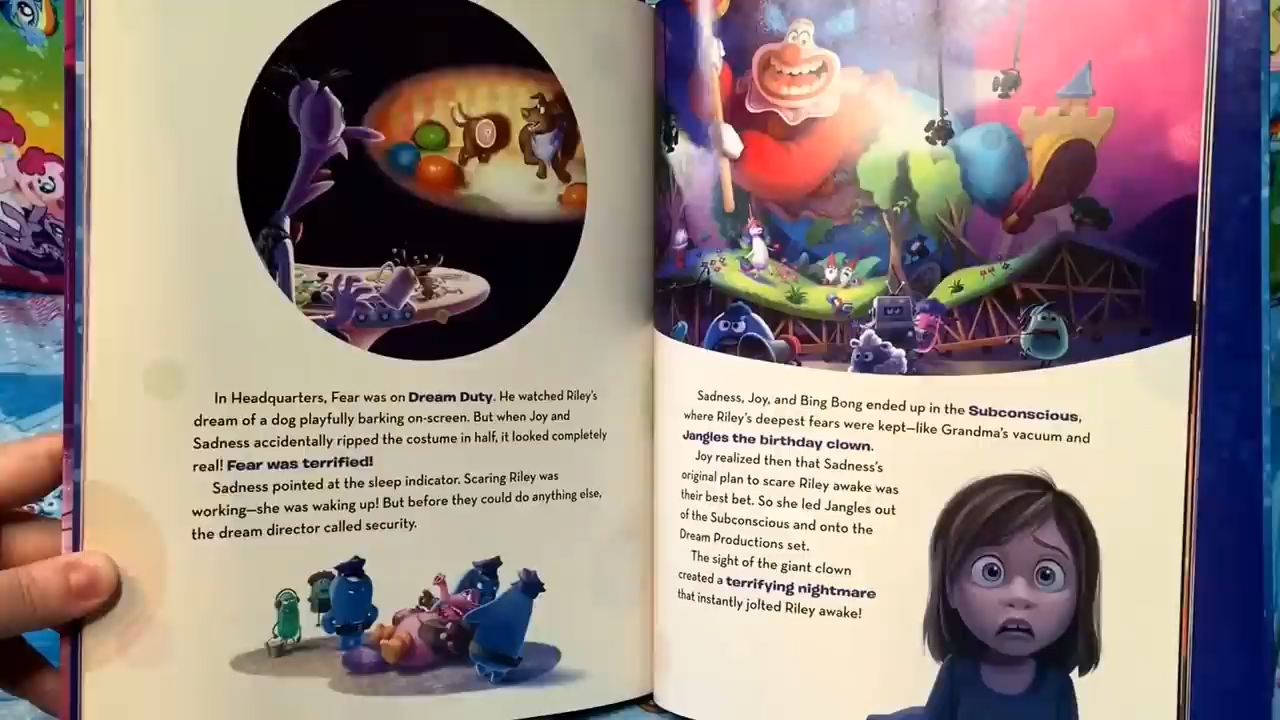 In Headquarters, Fear was on Dream Duty. He watched Riley's
dream of a dog playfully barking on-screen. But when Joy and
Sadness accidentally ripped the costume in half, it looked completely
real! Fear was terrified!
Sadness pointed at the sleep indicator. Scaring Riley was
working—she was waking up! But before they could do anything else,
the dream director called security.
Sadness, Joy, and Bing Bong ended up in the Subconscious,
where Riley's deepest fears were kept—like Grandma's vacuum and
Jangles the birthday clown.
Joy realized then that Sadness's
original plan to scare Riley awake was
their best bet. So she led Jangles out
of the Subconscious and onto the
Dream Productions set.
The sight of the giant clown
created a terrifying nightmare
that instantly jolted Riley awake!